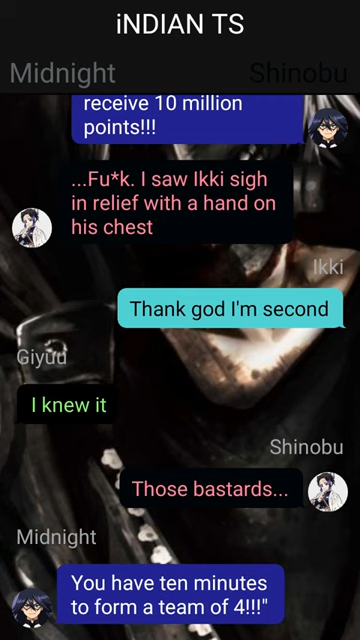 iNDIAN TS
Midnight
Shinobu
receive 10 million
points!!!
...Fu*k. I saw Ikki sigh
in relief with a hand on
his chest
Ikki
Thank god I'm second
Giyuu
I knew it
Shinobu
Those bastards...
Midnight
You have ten minutes
to form a team of 4!!!"